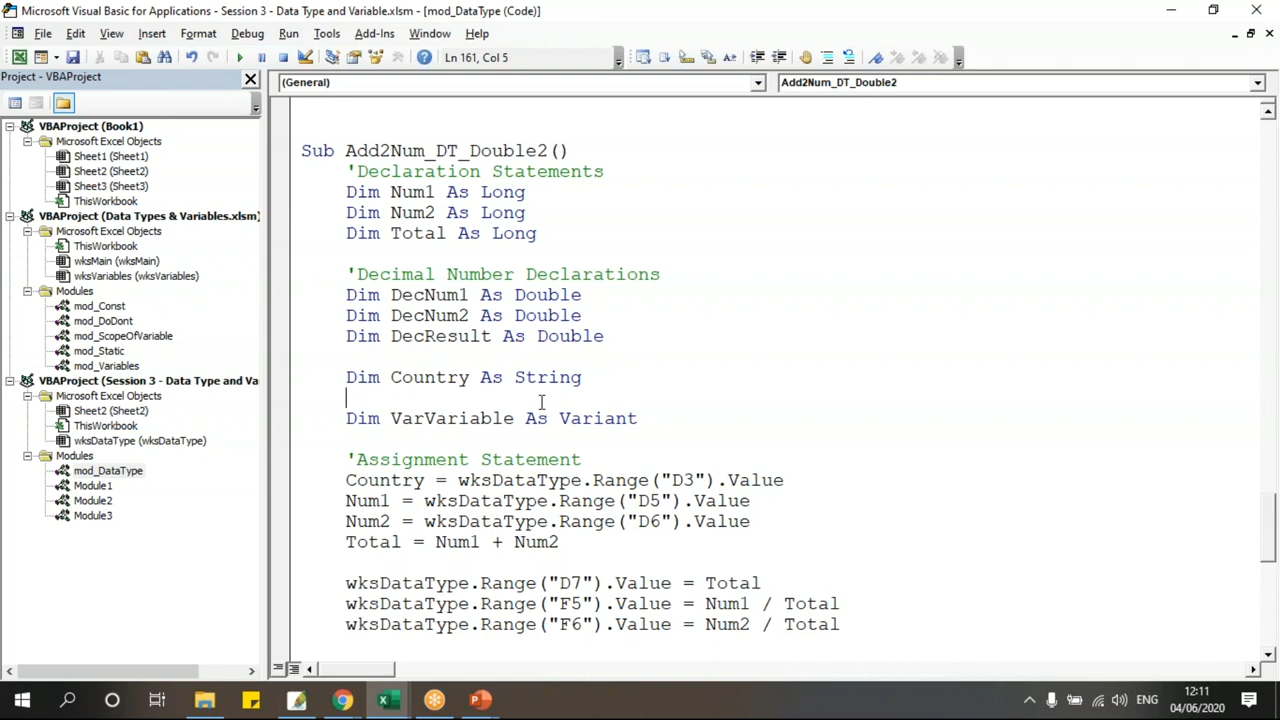 Microsoft Visual Basic for Applications - Session 3 - Data Type and Variable.xlsm - [mod_DataType (Code)]
File Edit View Insert Format Debug Run Tools Add-Ins Window Help
Ln 161, Col 5
Project - VBAProject
(General) Add2Num_DT_Double2
VBAProject (Book1)
Microsoft Excel Objects
Sheet1 (Sheet1)
Sheet2 (Sheet2)
Sheet3 (Sheet3)
ThisWorkbook
VBAProject (Data Types & Variables.xlsm)
Microsoft Excel Objects
ThisWorkbook
wksMain (wksMain)
wksVariables (wksVariables)
Modules
mod_Const
mod_DoDont
mod_ScopeOfVariable
mod_Static
mod_Variables
VBAProject (Session 3 - Data Type and Va
Microsoft Excel Objects
Sheet2 (Sheet2)
ThisWorkbook
wksDataType (wksDataType)
Modules
mod_DataType
Module1
Module2
Module3
Sub Add2Num_DT_Double2()
'Declaration Statements
Dim Num1 As Long
Dim Num2 As Long
Dim Total As Long
'Decimal Number Declarations
Dim DecNum1 As Double
Dim DecNum2 As Double
Dim DecResult As Double
Dim Country As String
Dim VarVariable As Variant
'Assignment Statement
Country = wksDataType.Range("D3").Value
Num1 = wksDataType.Range("D5").Value
Num2 = wksDataType.Range("D6").Value
Total = Num1 + Num2
wksDataType.Range("D7").Value = Total
wksDataType.Range("F5").Value = Num1 / Total
wksDataType.Range("F6").Value = Num2 / Total
ENG
12:11
04/06/2020